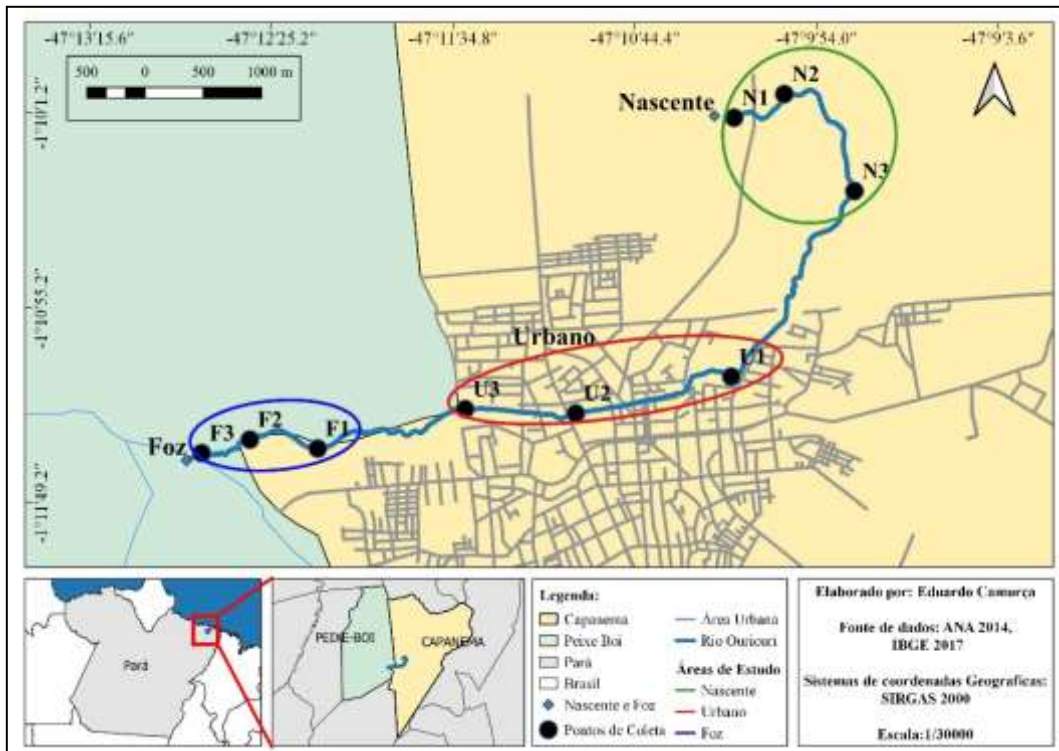 -47°13'15.6" -47°12'25.2" -47°11'34.8" -47°10'44.4" -47°9'54.0" -47°9'3.6"
500 0 500 1000 m
-1°10'1.2"
-1°10'55.2"
-1°11'49.2"
Nascente
N1
N2
N3
Urbano
U1
U2
U3
F1
F2
F3
Foz
Pará
PEIXE-BOI
CAPANEMA
Legenda:
Capanema
Peixe Boi
Pará
Brasil
Nascente e Foz
Pontos de Coleta
Área Urbana
Rio Ouricuri
Áreas de Estudo
Nascente
Urbano
Foz
Elaborado por: Eduardo Camurça
Fonte de dados: ANA 2014,
IBGE 2017
Sistemas de coordenadas Geograficas:
SIRGAS 2000
Escala:1/30000